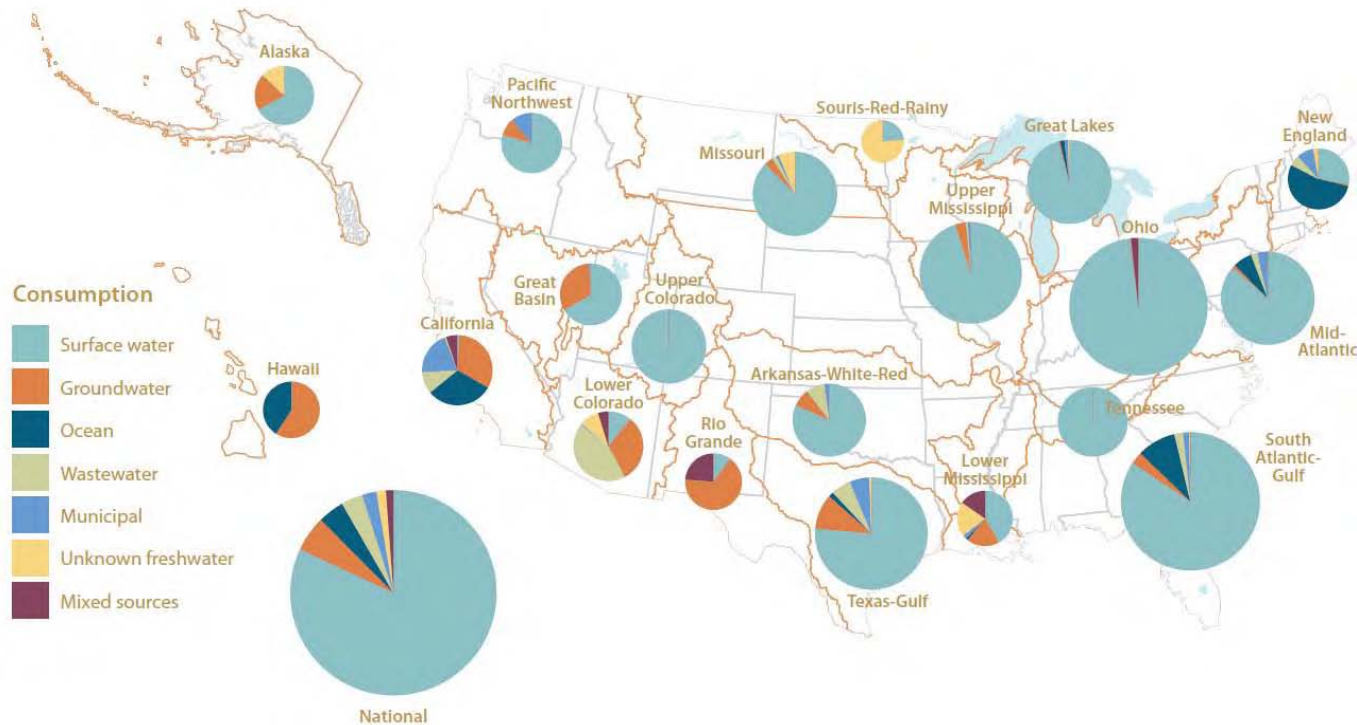 Alaska
Pacific
Northwest
Souris-Red-Rainy
Great Lakes
New
England
Missouri
Upper
Mississippi
Ohio
Great
Basin
Upper
Colorado
Mid-
Atlantic
California
Hawaii
Lower
Colorado
Arkansas-White-Red
Rio
Grande
Tennessee
Lower
Mississippi
South
Atlantic-
Gulf
Texas-Gulf
National
Consumption
Surface water
Groundwater
Ocean
Wastewater
Municipal
Unknown freshwater
Mixed sources